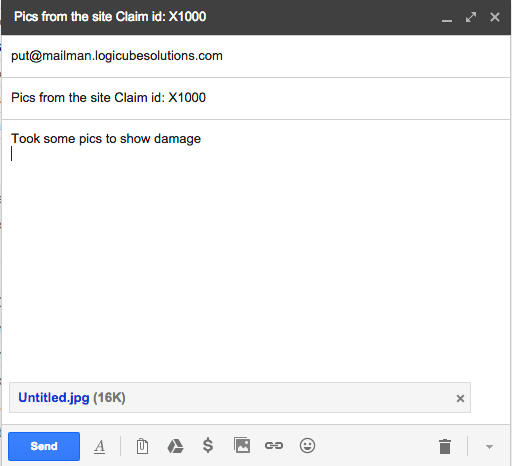 Pics from the site Claim id: X1000
put@mailman.logicubesolutions.com
Pics from the site Claim id: X1000
Took some pics to show damage
Untitled.jpg (16K)
Send